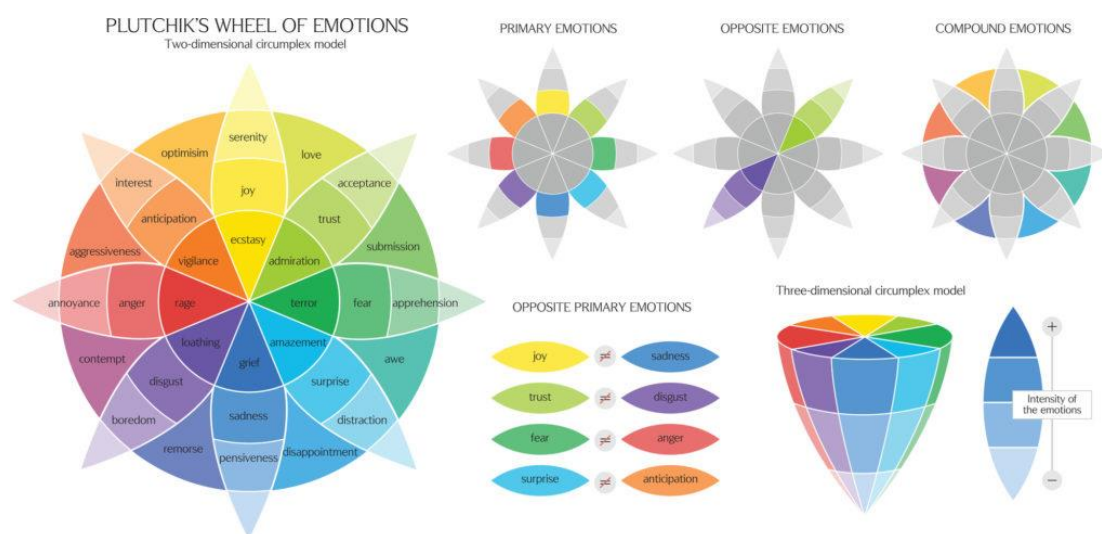 PLUTCHIK'S WHEEL OF EMOTIONS
Two-dimensional circumplex model
serenity
optimisim
love
interest
joy
acceptance
anticipation
trust
ecstasy
aggressiveness
submission
vigilance
admiration
annoyance
anger
rage
terror
fear
apprehension
loathing
amazement
contempt
grief
awe
disgust
surprise
boredom
sadness
distraction
remorse
pensiveness
disappointment
PRIMARY EMOTIONS
OPPOSITE EMOTIONS
COMPOUND EMOTIONS
OPPOSITE PRIMARY EMOTIONS
joy ≠ sadness
trust ≠ disgust
fear ≠ anger
surprise ≠ anticipation
Three-dimensional circumplex model
+
Intensity of
the emotions
−